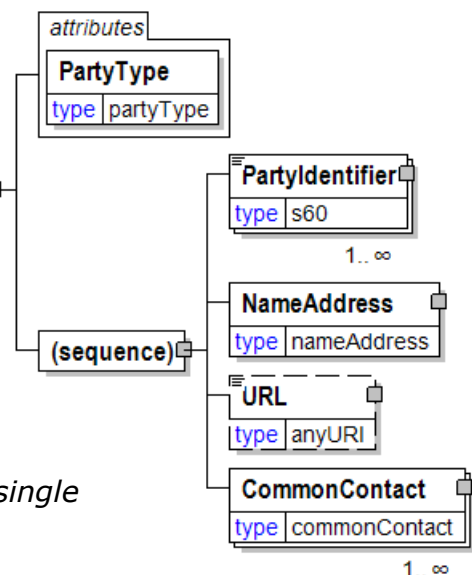 attributes
PartyType
type partyType
PartyIdentifier
type s60
1.. ∞
NameAddress
type nameAddress
(sequence)
URL
type anyURI
single
CommonContact
type commonContact
1.. ∞